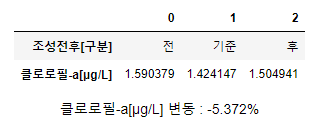 0 1 2
조성전후[구분] 전 기준 후
클로로필-a[µg/L] 1.590379 1.424147 1.504941
클로로필-a[µg/L] 변동 : -5.372%